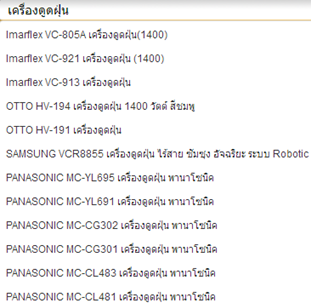 เครื่องดูดฝุ่น
Imarflex VC-805A เครื่องดูดฝุ่น(1400)
Imarflex VC-921 เครื่องดูดฝุ่น (1400)
Imarflex VC-913 เครื่องดูดฝุ่น
OTTO HV-194 เครื่องดูดฝุ่น 1400 วัตต์ สีชมพู
OTTO HV-191 เครื่องดูดฝุ่น
SAMSUNG VCR8855 เครื่องดูดฝุ่น ไร้สาย ซัมซุง อัจฉริยะ ระบบ Robotic
PANASONIC MC-YL695 เครื่องดูดฝุ่น พานาโซนิค
PANASONIC MC-YL691 เครื่องดูดฝุ่น พานาโซนิค
PANASONIC MC-CG302 เครื่องดูดฝุ่น พานาโซนิค
PANASONIC MC-CG301 เครื่องดูดฝุ่น พานาโซนิค
PANASONIC MC-CL483 เครื่องดูดฝุ่น พานาโซนิค
PANASONIC MC-CL481 เครื่องดูดฝุ่น พานาโซนิค